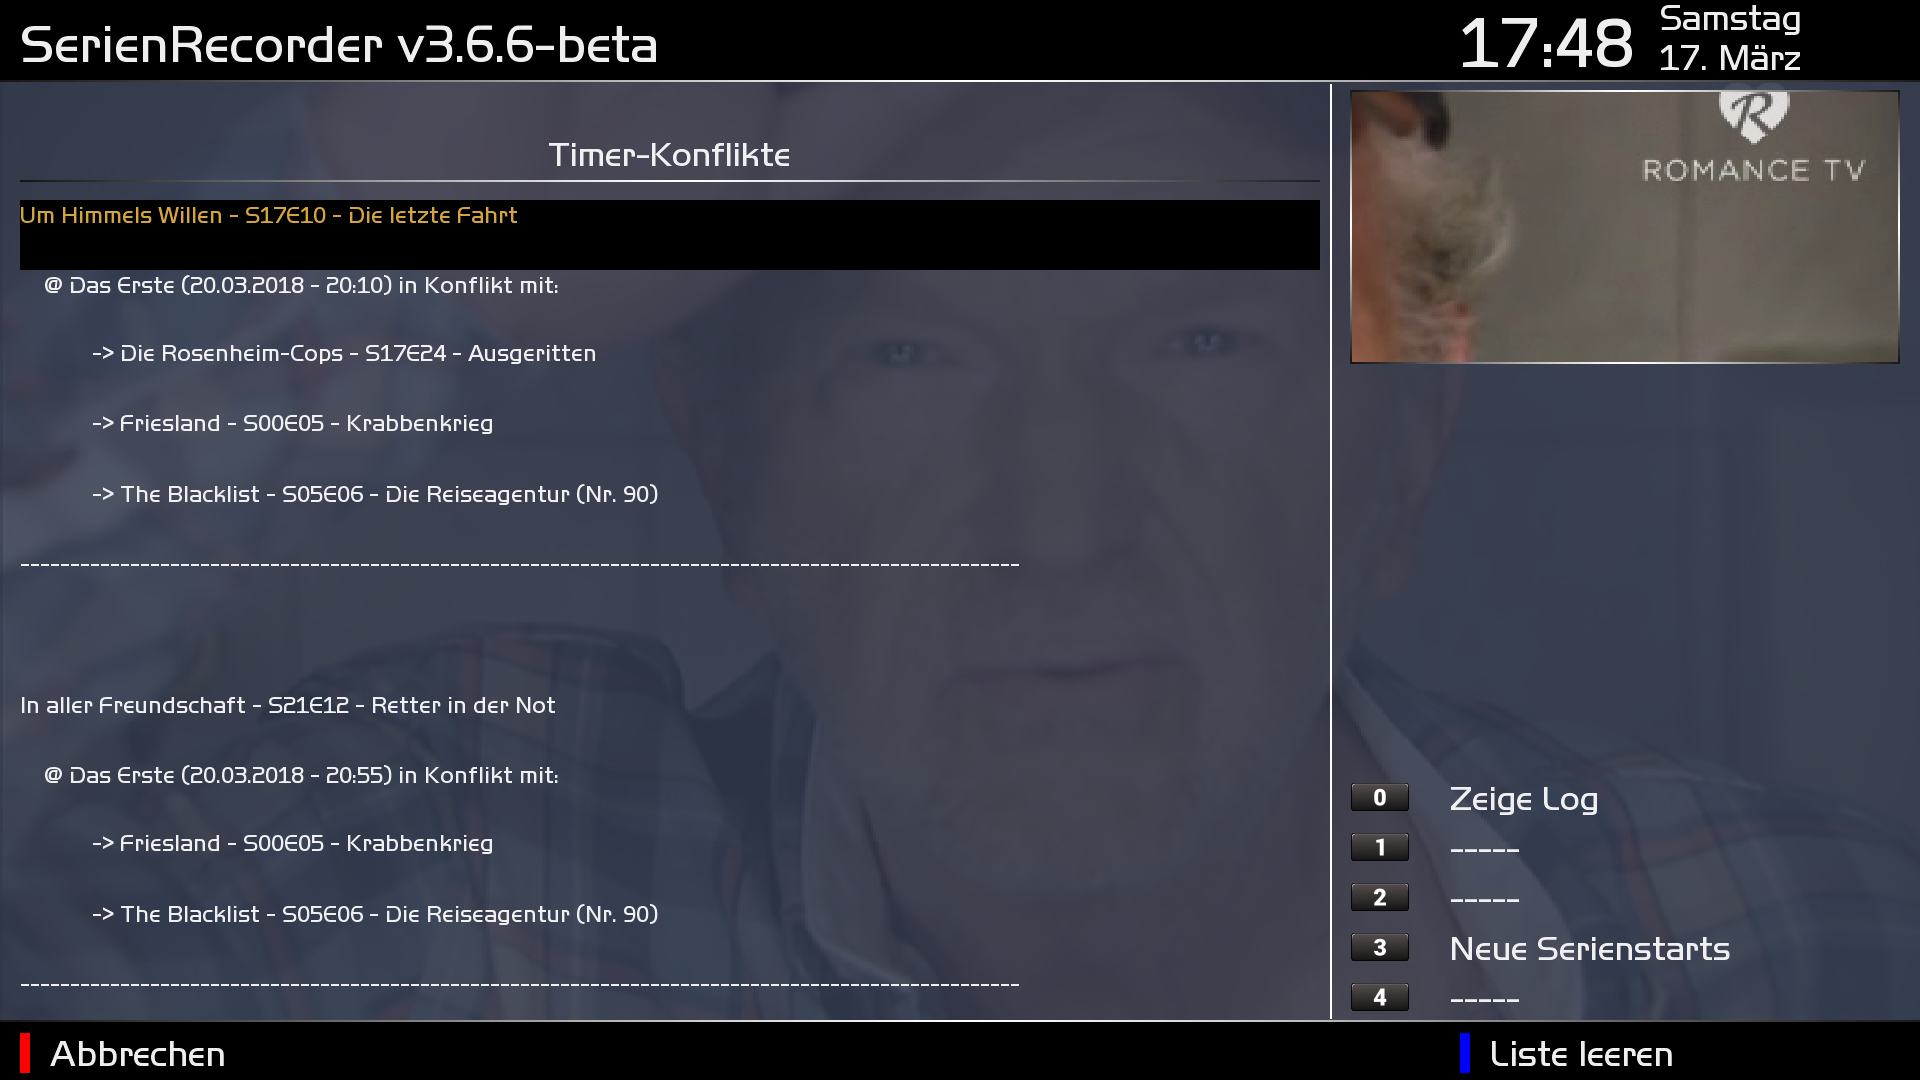 SerienRecorder v3.6.6-beta
17:48
Samstag
17. März
Timer-Konflikte
Um Himmels Willen - S17E10 - Die letzte Fahrt
@ Das Erste (20.03.2018 - 20:10) in Konflikt mit:
-> Die Rosenheim-Cops - S17E24 - Ausgeritten
-> Friesland - S00E05 - Krabbenkrieg
-> The Blacklist - S05E06 - Die Reiseagentur (Nr. 90)
----------------------------------------------------------------------------------------------------
In aller Freundschaft - S21E12 - Retter in der Not
@ Das Erste (20.03.2018 - 20:55) in Konflikt mit:
-> Friesland - S00E05 - Krabbenkrieg
-> The Blacklist - S05E06 - Die Reiseagentur (Nr. 90)
----------------------------------------------------------------------------------------------------
R
ROMANCE TV
0 Zeige Log
1 -----
2 -----
3 Neue Serienstarts
4 -----
Abbrechen
Liste leeren